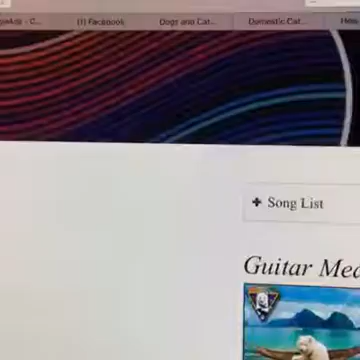 (1) Facebook
Dogs and Cat...
Domestic Cat...
+ Song List
Guitar Med